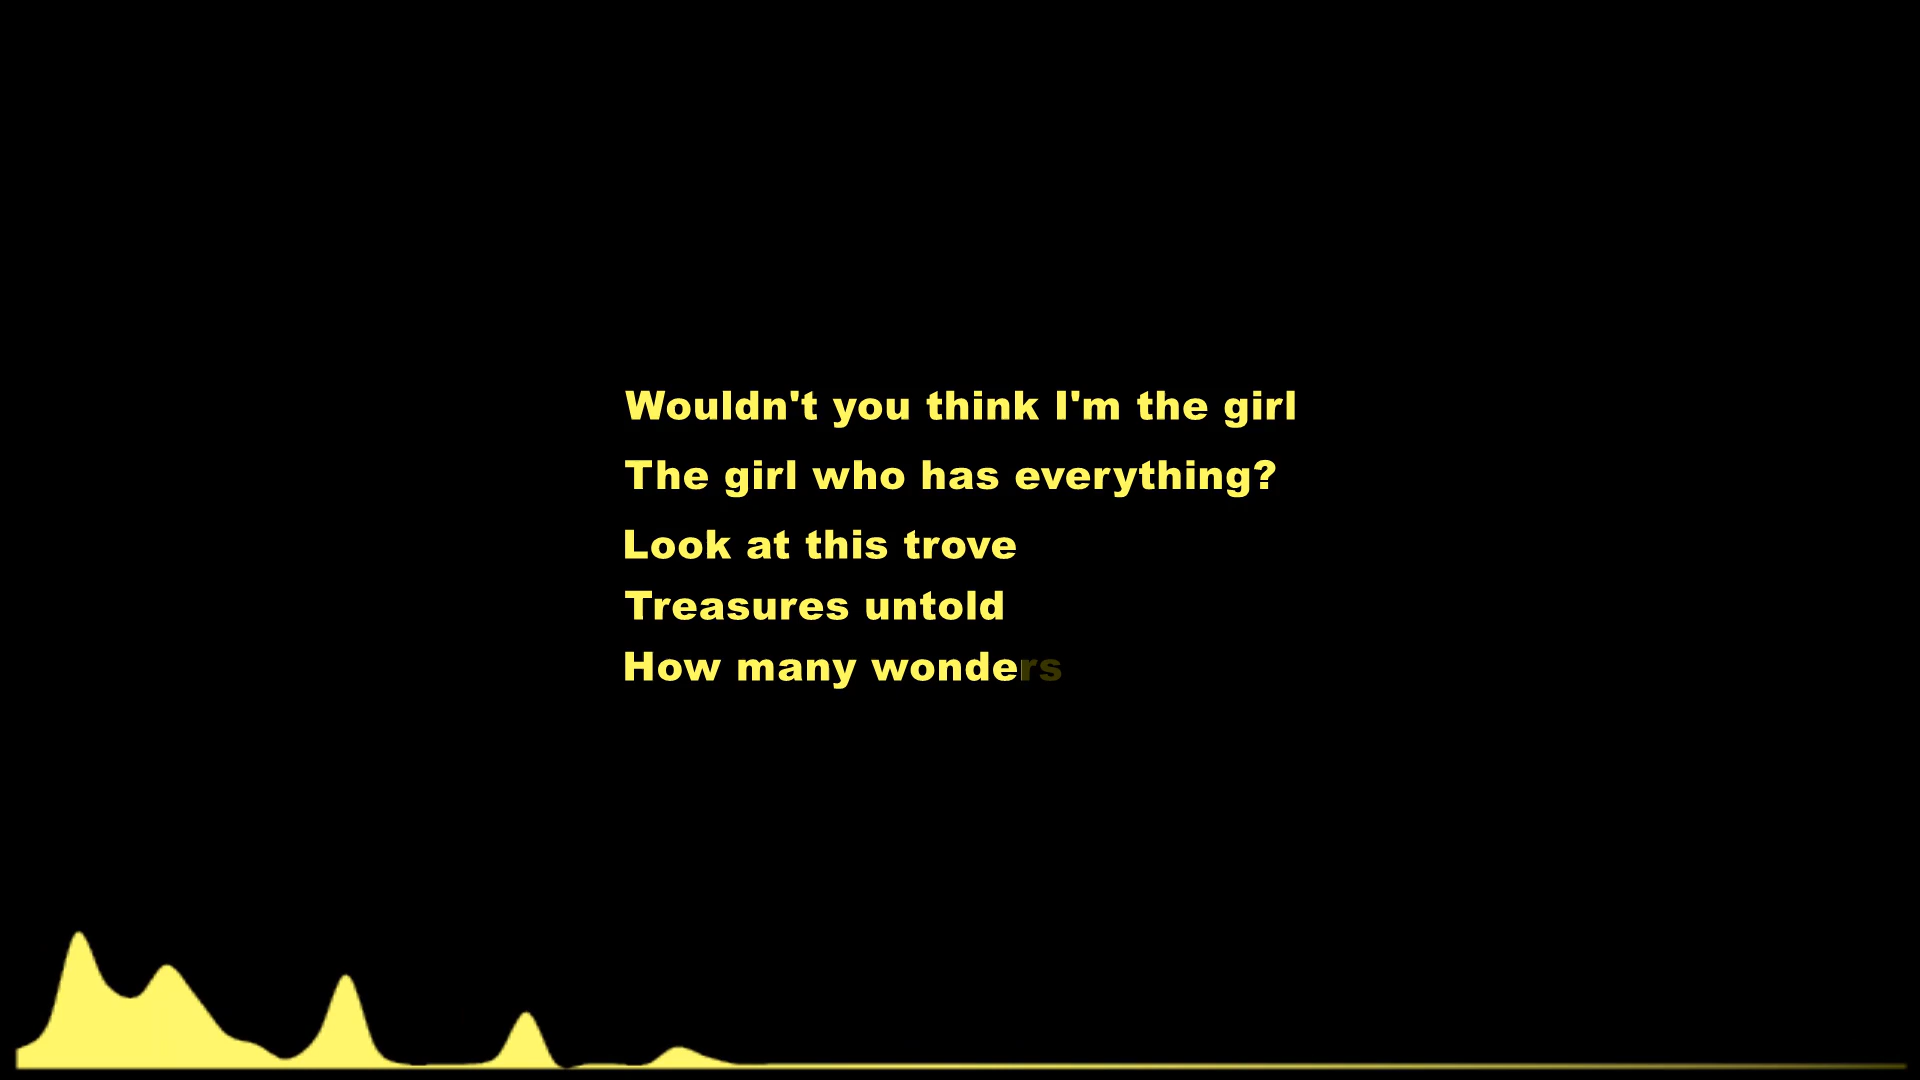 Wouldn't you think I'm the girl
The girl who has everything?
Look at this trove
Treasures untold
How many wonders